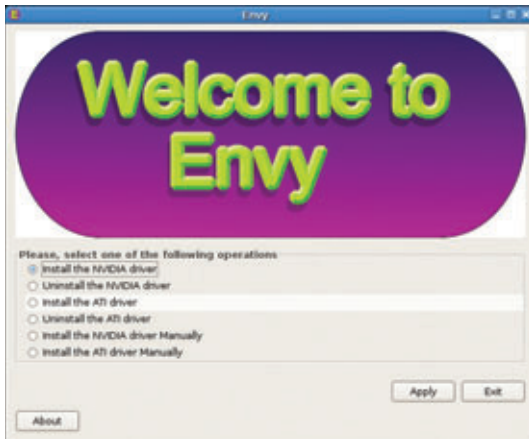 Envy
Welcome to
Envy
Please, select one of the following operations
Install the NVIDIA driver
Uninstall the NVIDIA driver
Install the ATI driver
Uninstall the ATI driver
Install the NVIDIA driver Manually
Install the ATI driver Manually
Apply Exit
About